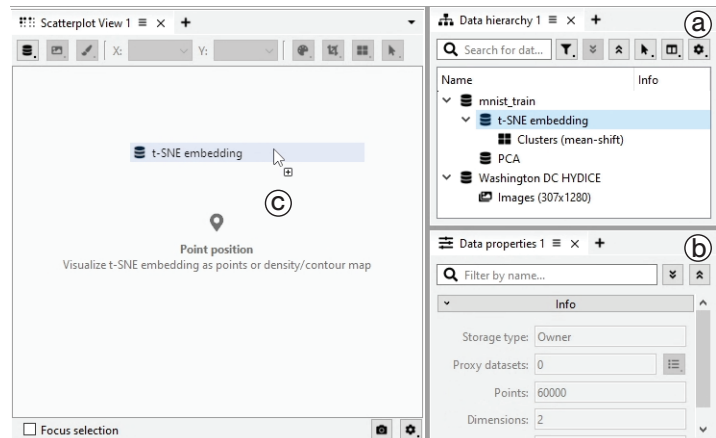 Scatterplot View 1
X:
Y:
t-SNE embedding
c
Point position
Visualize t-SNE embedding as points or density/contour map
Focus selection
Data hierarchy 1
a
Search for dat...
Name Info
mnist_train
t-SNE embedding
Clusters (mean-shift)
PCA
Washington DC HYDICE
Images (307x1280)
Data properties 1
b
Filter by name...
Info
Storage type: Owner
Proxy datasets: 0
Points: 60000
Dimensions: 2